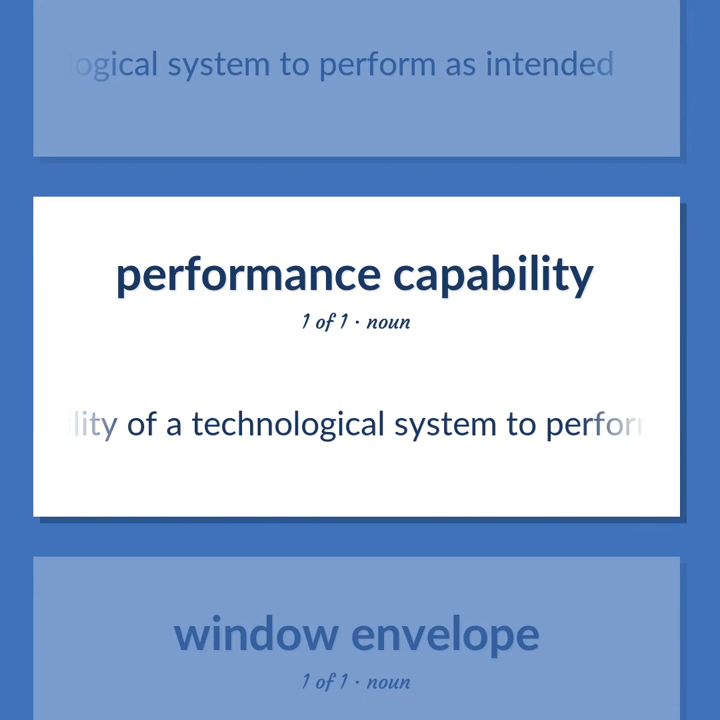 ogical system to perform as intended
performance capability
1 of 1 · noun
lity of a technological system to perfor
window envelope
1 of 1 · noun